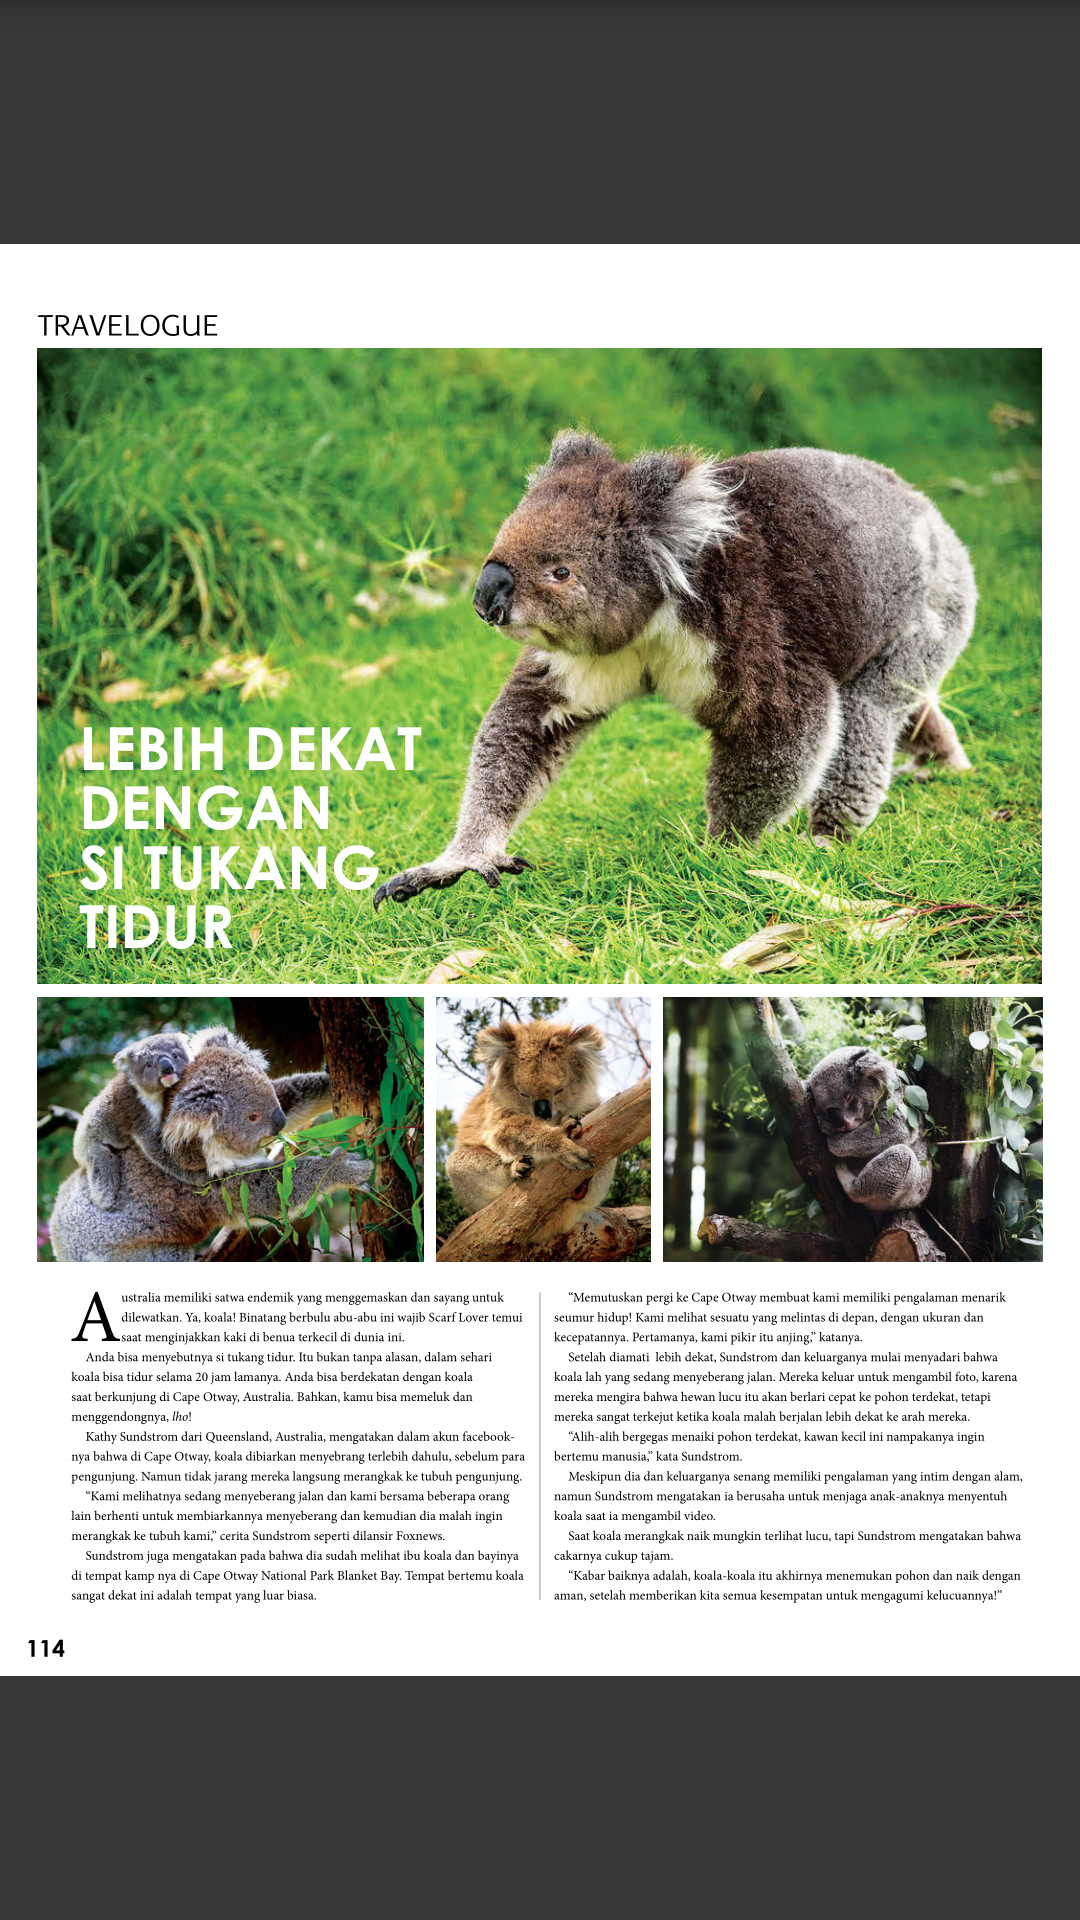 TRAVELOGUE
LEBIH DEKAT
DENGAN
SI TUKANG
TIDUR
Australia memiliki satwa endemik yang menggemaskan dan sayang untuk
dilewatkan. Ya, koala! Binatang berbulu abu-abu ini wajib Scarf Lover temui
saat menginjakkan kaki di benua terkecil di dunia ini.
Anda bisa menyebutnya si tukang tidur. Itu bukan tanpa alasan, dalam sehari
koala bisa tidur selama 20 jam lamanya. Anda bisa berdekatan dengan koala
saat berkunjung di Cape Otway, Australia. Bahkan, kamu bisa memeluk dan
menggendongnya, lho!
Kathy Sundstrom dari Queensland, Australia, mengatakan dalam akun facebook-
nya bahwa di Cape Otway, koala dibiarkan menyebrang terlebih dahulu, sebelum para
pengunjung. Namun tidak jarang mereka langsung merangkak ke tubuh pengunjung.
“Kami melihatnya sedang menyeberang jalan dan kami bersama beberapa orang
lain berhenti untuk membiarkannya menyeberang dan kemudian dia malah ingin
merangkak ke tubuh kami,” cerita Sundstrom seperti dilansir Foxnews.
Sundstrom juga mengatakan pada bahwa dia sudah melihat ibu koala dan bayinya
di tempat kamp nya di Cape Otway National Park Blanket Bay. Tempat bertemu koala
sangat dekat ini adalah tempat yang luar biasa.
“Memutuskan pergi ke Cape Otway membuat kami memiliki pengalaman menarik
seumur hidup! Kami melihat sesuatu yang melintas di depan, dengan ukuran dan
kecepatannya. Pertamanya, kami pikir itu anjing,” katanya.
Setelah diamati lebih dekat, Sundstrom dan keluarganya mulai menyadari bahwa
koala lah yang sedang menyeberang jalan. Mereka keluar untuk mengambil foto, karena
mereka mengira bahwa hewan lucu itu akan berlari cepat ke pohon terdekat, tetapi
mereka sangat terkejut ketika koala malah berjalan lebih dekat ke arah mereka.
“Alih-alih bergegas menaiki pohon terdekat, kawan kecil ini nampakanya ingin
bertemu manusia,” kata Sundstrom.
Meskipun dia dan keluarganya senang memiliki pengalaman yang intim dengan alam,
namun Sundstrom mengatakan ia berusaha untuk menjaga anak-anaknya menyentuh
koala saat ia mengambil video.
Saat koala merangkak naik mungkin terlihat lucu, tapi Sundstrom mengatakan bahwa
cakarnya cukup tajam.
“Kabar baiknya adalah, koala-koala itu akhirnya menemukan pohon dan naik dengan
aman, setelah memberikan kita semua kesempatan untuk mengagumi kelucuannya!”
114